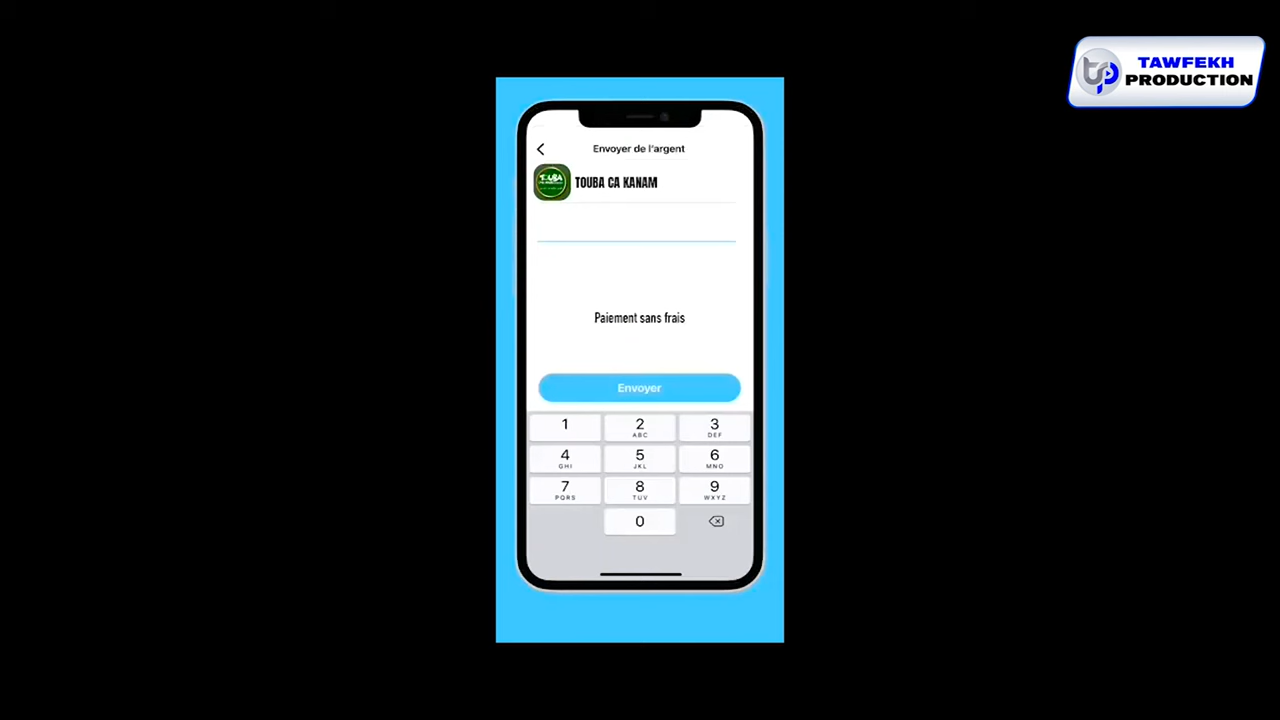 TAWFEKH
PRODUCTION
Envoyer de l'argent
TOUBA
TOUBA CA KANAM
Paiement sans frais
Envoyer
1
2
ABC
3
DEF
4
GHI
5
JKL
6
MNO
7
PQRS
8
TUV
9
WXYZ
0